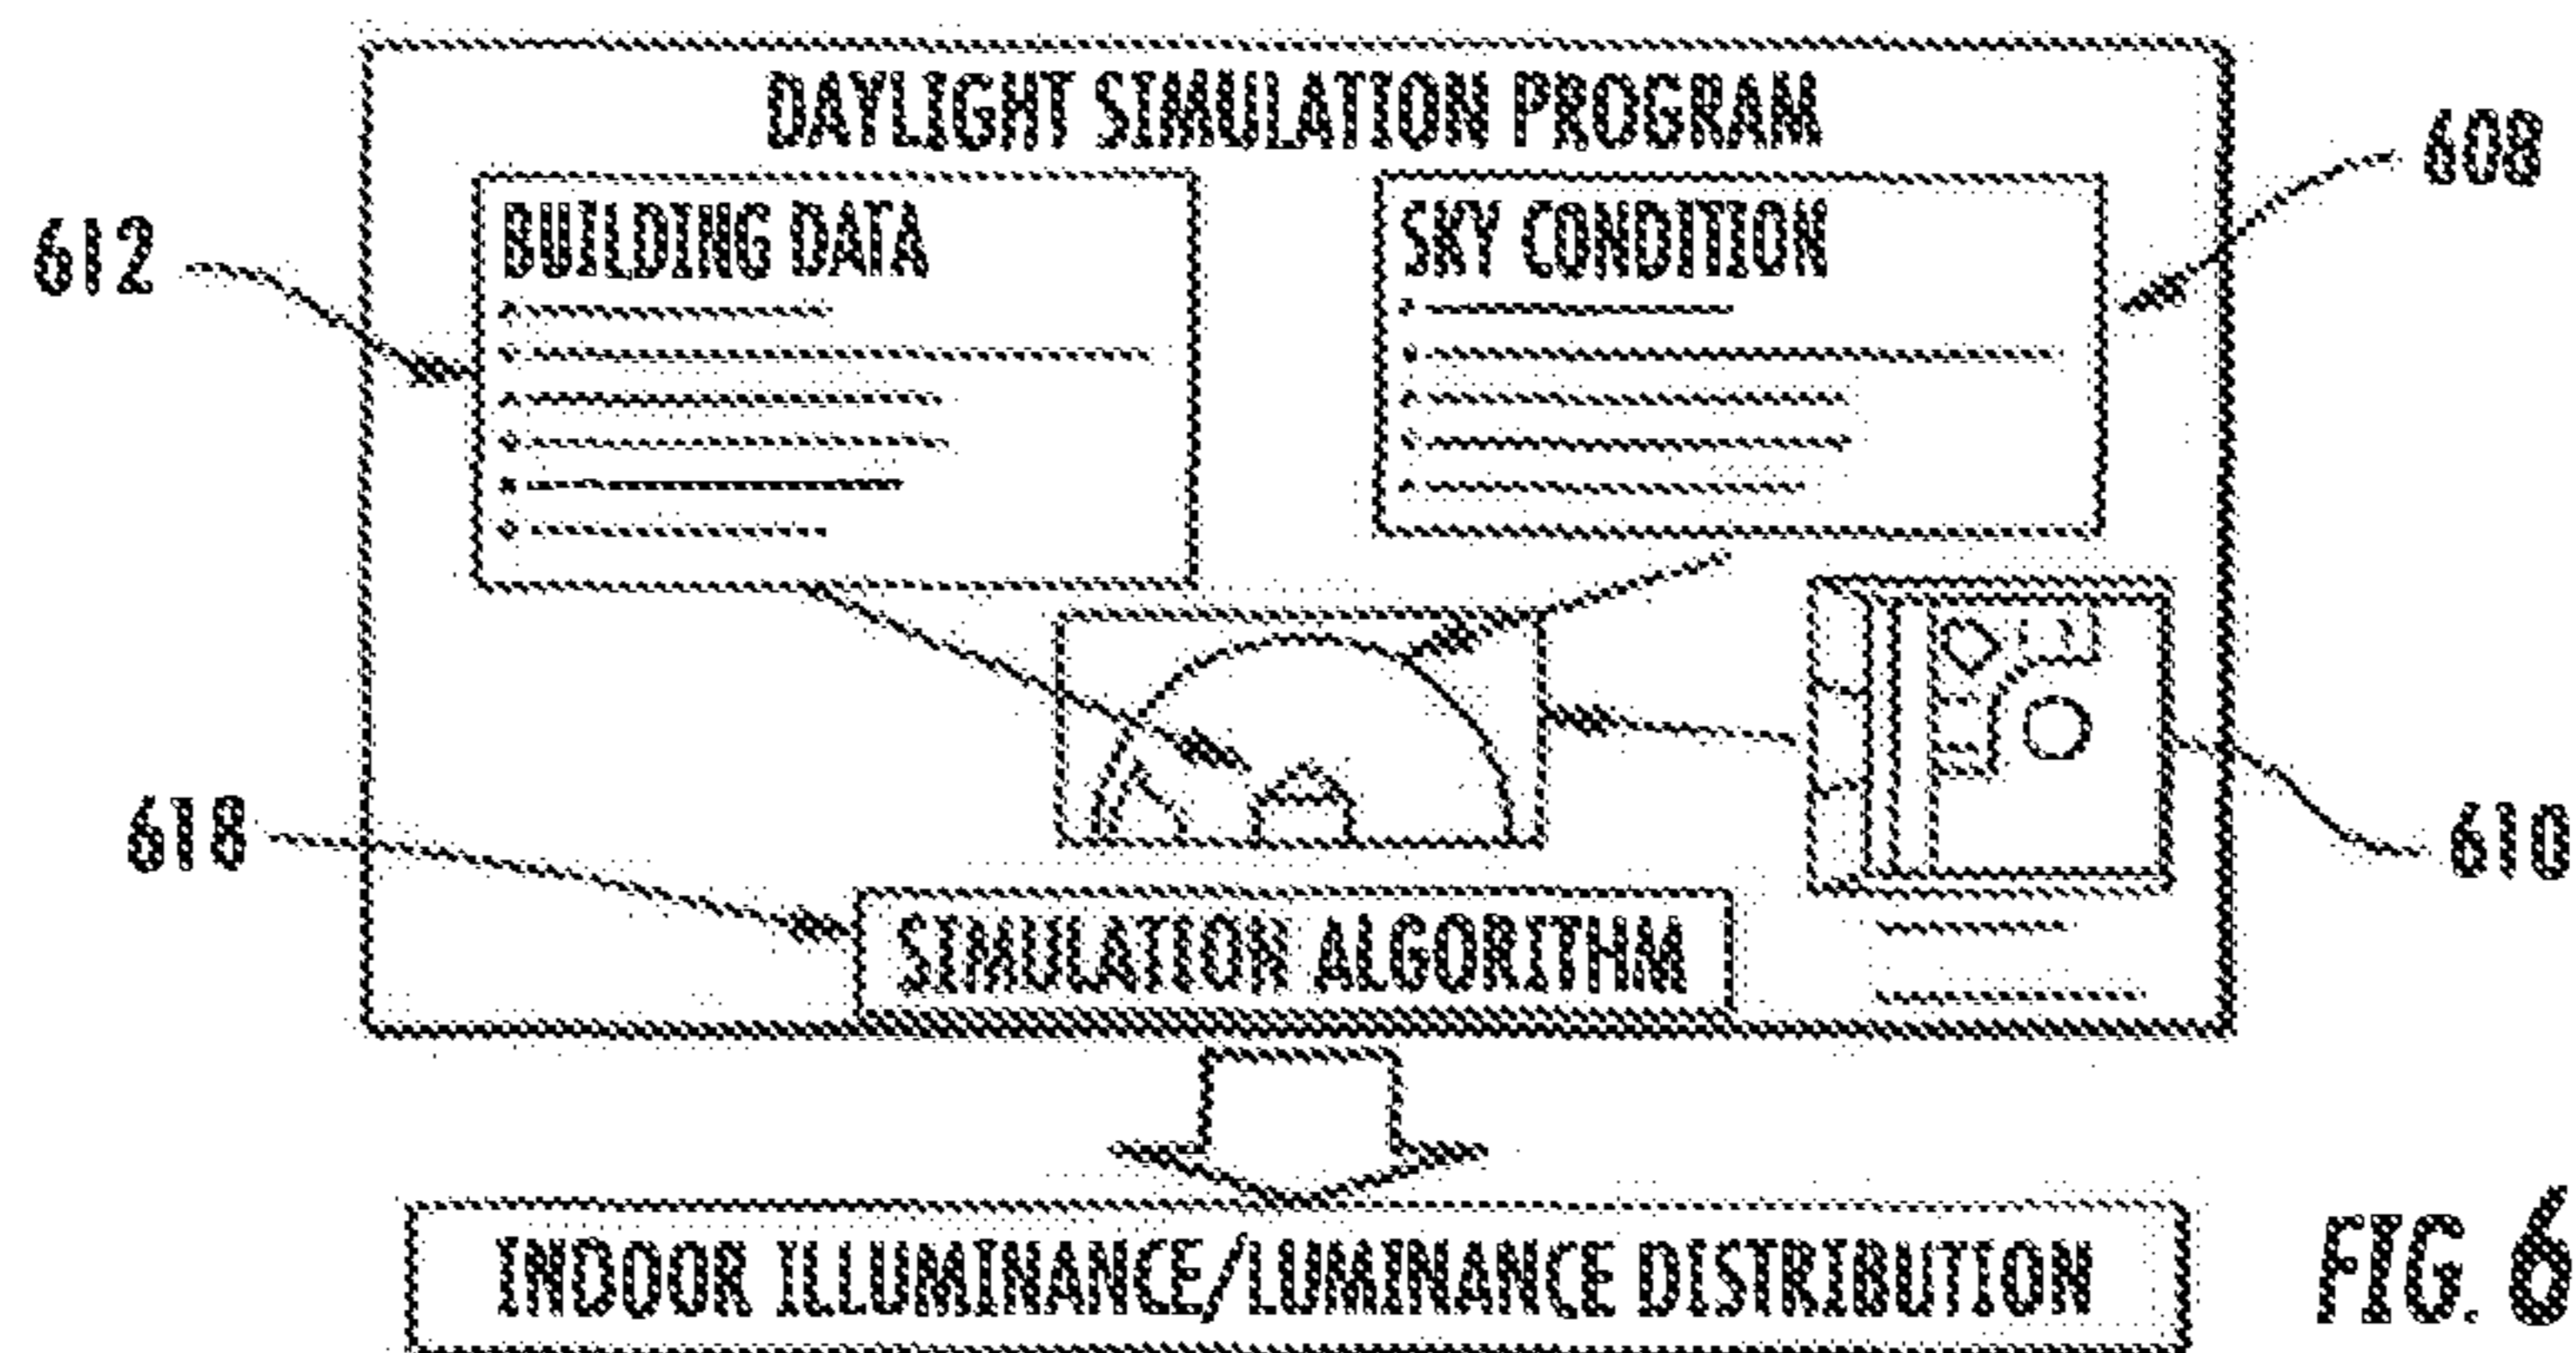 DAYLIGHT SIMULATION PROGRAM
608
612
BUILDING DATA
SKY CONDITION
618
610
SIMULATION ALGORITHM
INDOOR ILLUMINANCE/LUMINANCE DISTRIBUTION
FIG. 6